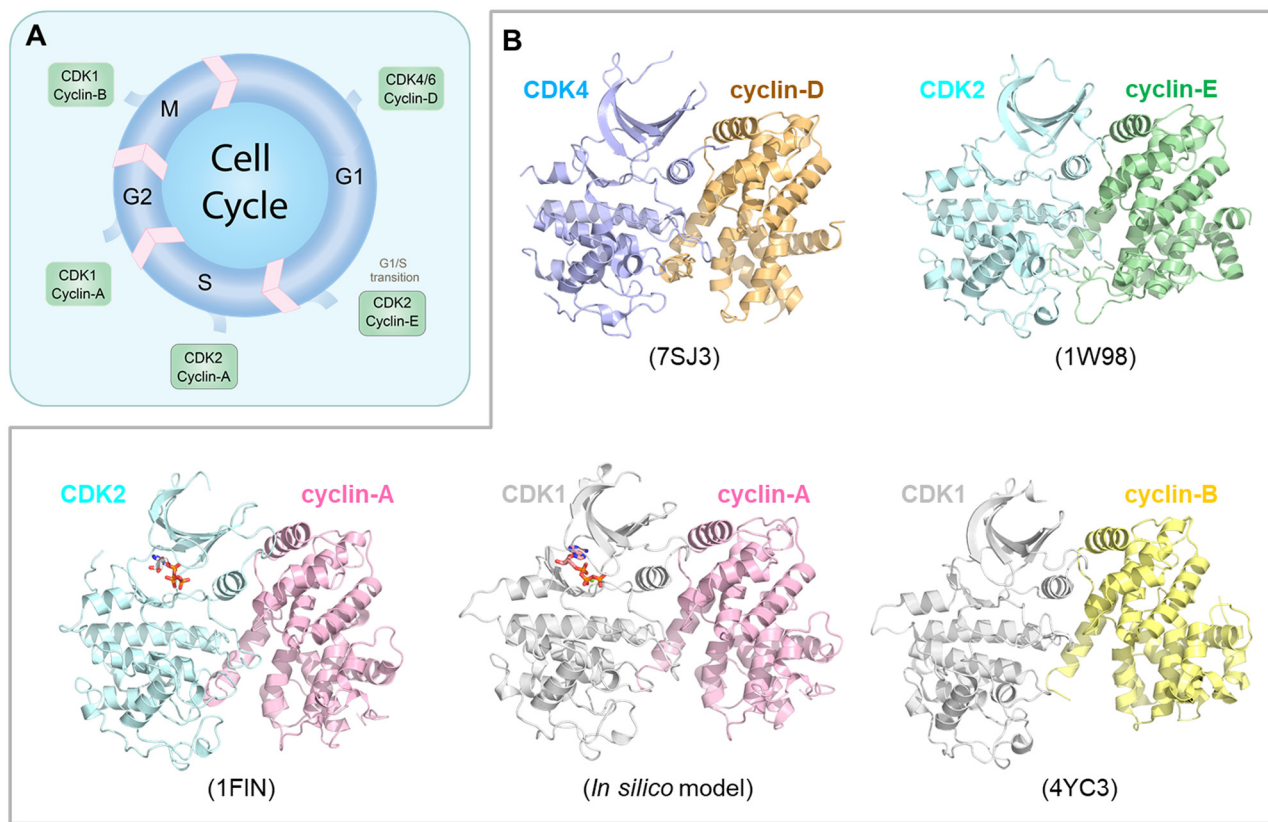 A
CDK1
Cyclin-B
CDK4/6
Cyclin-D
M
G1
G2
S
Cell
Cycle
CDK1
Cyclin-A
G1/S
transition
CDK2
Cyclin-E
CDK2
Cyclin-A
B
CDK4
cyclin-D
(7SJ3)
CDK2
cyclin-E
(1W98)
CDK2
cyclin-A
(1FIN)
CDK1
cyclin-A
(In silico model)
CDK1
cyclin-B
(4YC3)